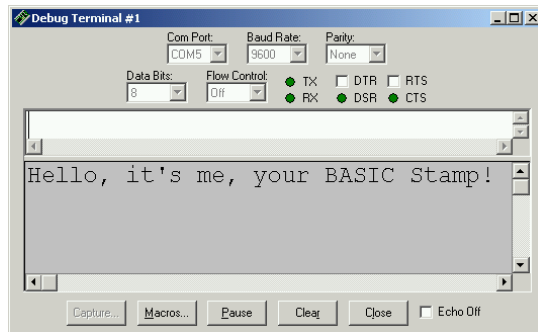 Debug Terminal #1
Com Port: Baud Rate: Parity:
COM5 9600 None
Data Bits: Flow Control: TX DTR RTS
8 Off RX DSR CTS
Hello, it's me, your BASIC Stamp!
Capture... Macros... Pause Clear Close Echo Off